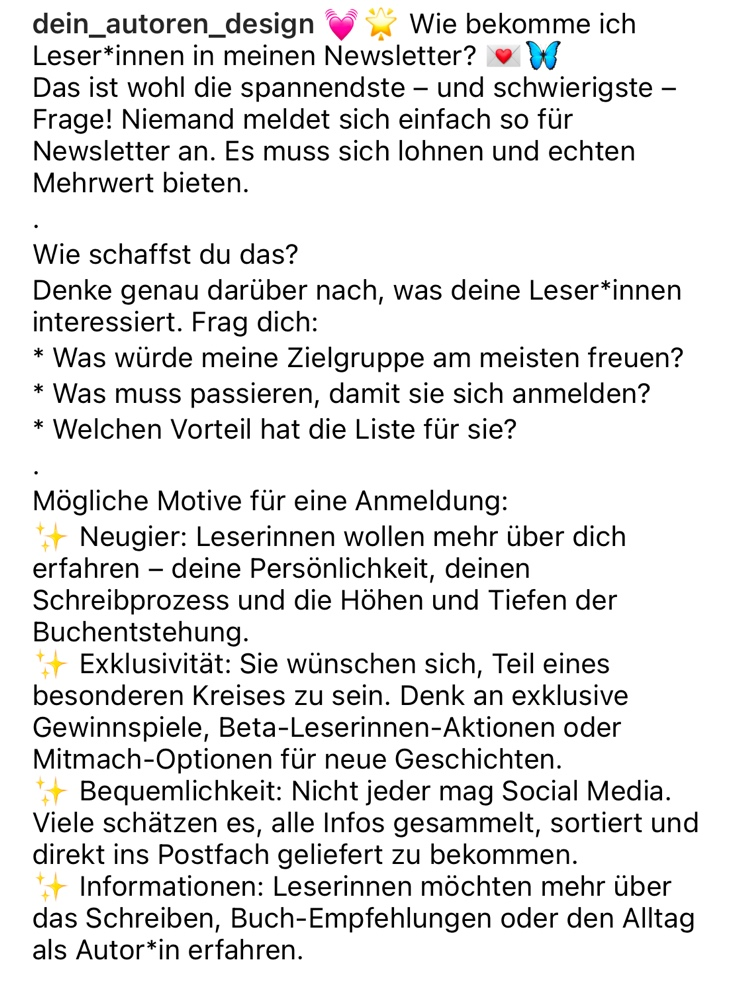 dein_autoren_design 💓🌟 Wie bekomme ich
Leser*innen in meinen Newsletter? 💌🦋
Das ist wohl die spannendste – und schwierigste –
Frage! Niemand meldet sich einfach so für
Newsletter an. Es muss sich lohnen und echten
Mehrwert bieten.
.
Wie schaffst du das?
Denke genau darüber nach, was deine Leser*innen
interessiert. Frag dich:
* Was würde meine Zielgruppe am meisten freuen?
* Was muss passieren, damit sie sich anmelden?
* Welchen Vorteil hat die Liste für sie?
.
Mögliche Motive für eine Anmeldung:
✨ Neugier: Leserinnen wollen mehr über dich
erfahren – deine Persönlichkeit, deinen
Schreibprozess und die Höhen und Tiefen der
Buchentstehung.
✨ Exklusivität: Sie wünschen sich, Teil eines
besonderen Kreises zu sein. Denk an exklusive
Gewinnspiele, Beta-Leserinnen-Aktionen oder
Mitmach-Optionen für neue Geschichten.
✨ Bequemlichkeit: Nicht jeder mag Social Media.
Viele schätzen es, alle Infos gesammelt, sortiert und
direkt ins Postfach geliefert zu bekommen.
✨ Informationen: Leserinnen möchten mehr über
das Schreiben, Buch-Empfehlungen oder den Alltag
als Autor*in erfahren.